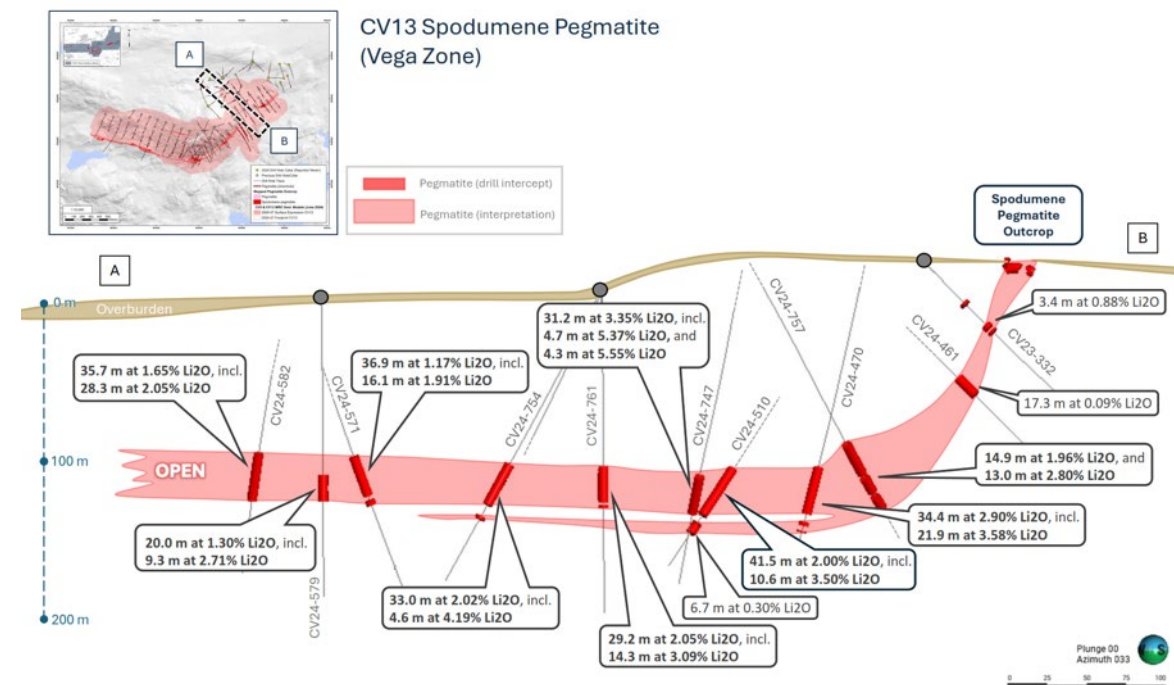 CV13 Spodumene Pegmatite
(Vega Zone)
A
B
Pegmatite (drill intercept)
Pegmatite (interpretation)
Spodumene
Pegmatite
Outcrop
A
B
0 m
Overburden
100 m
200 m
OPEN
CV24-582
CV24-571
CV24-579
CV24-754
CV24-761
CV24-747
CV24-510
CV24-757
CV24-470
CV24-461
CV23-332
35.7 m at 1.65% Li2O, incl.
28.3 m at 2.05% Li2O
36.9 m at 1.17% Li2O, incl.
16.1 m at 1.91% Li2O
31.2 m at 3.35% Li2O, incl.
4.7 m at 5.37% Li2O, and
4.3 m at 5.55% Li2O
3.4 m at 0.88% Li2O
17.3 m at 0.09% Li2O
14.9 m at 1.96% Li2O, and
13.0 m at 2.80% Li2O
34.4 m at 2.90% Li2O, incl.
21.9 m at 3.58% Li2O
20.0 m at 1.30% Li2O, incl.
9.3 m at 2.71% Li2O
33.0 m at 2.02% Li2O, incl.
4.6 m at 4.19% Li2O
41.5 m at 2.00% Li2O, incl.
10.6 m at 3.50% Li2O
6.7 m at 0.30% Li2O
29.2 m at 2.05% Li2O, incl.
14.3 m at 3.09% Li2O
Plunge 00
Azimuth 033
0 25 50 75 100